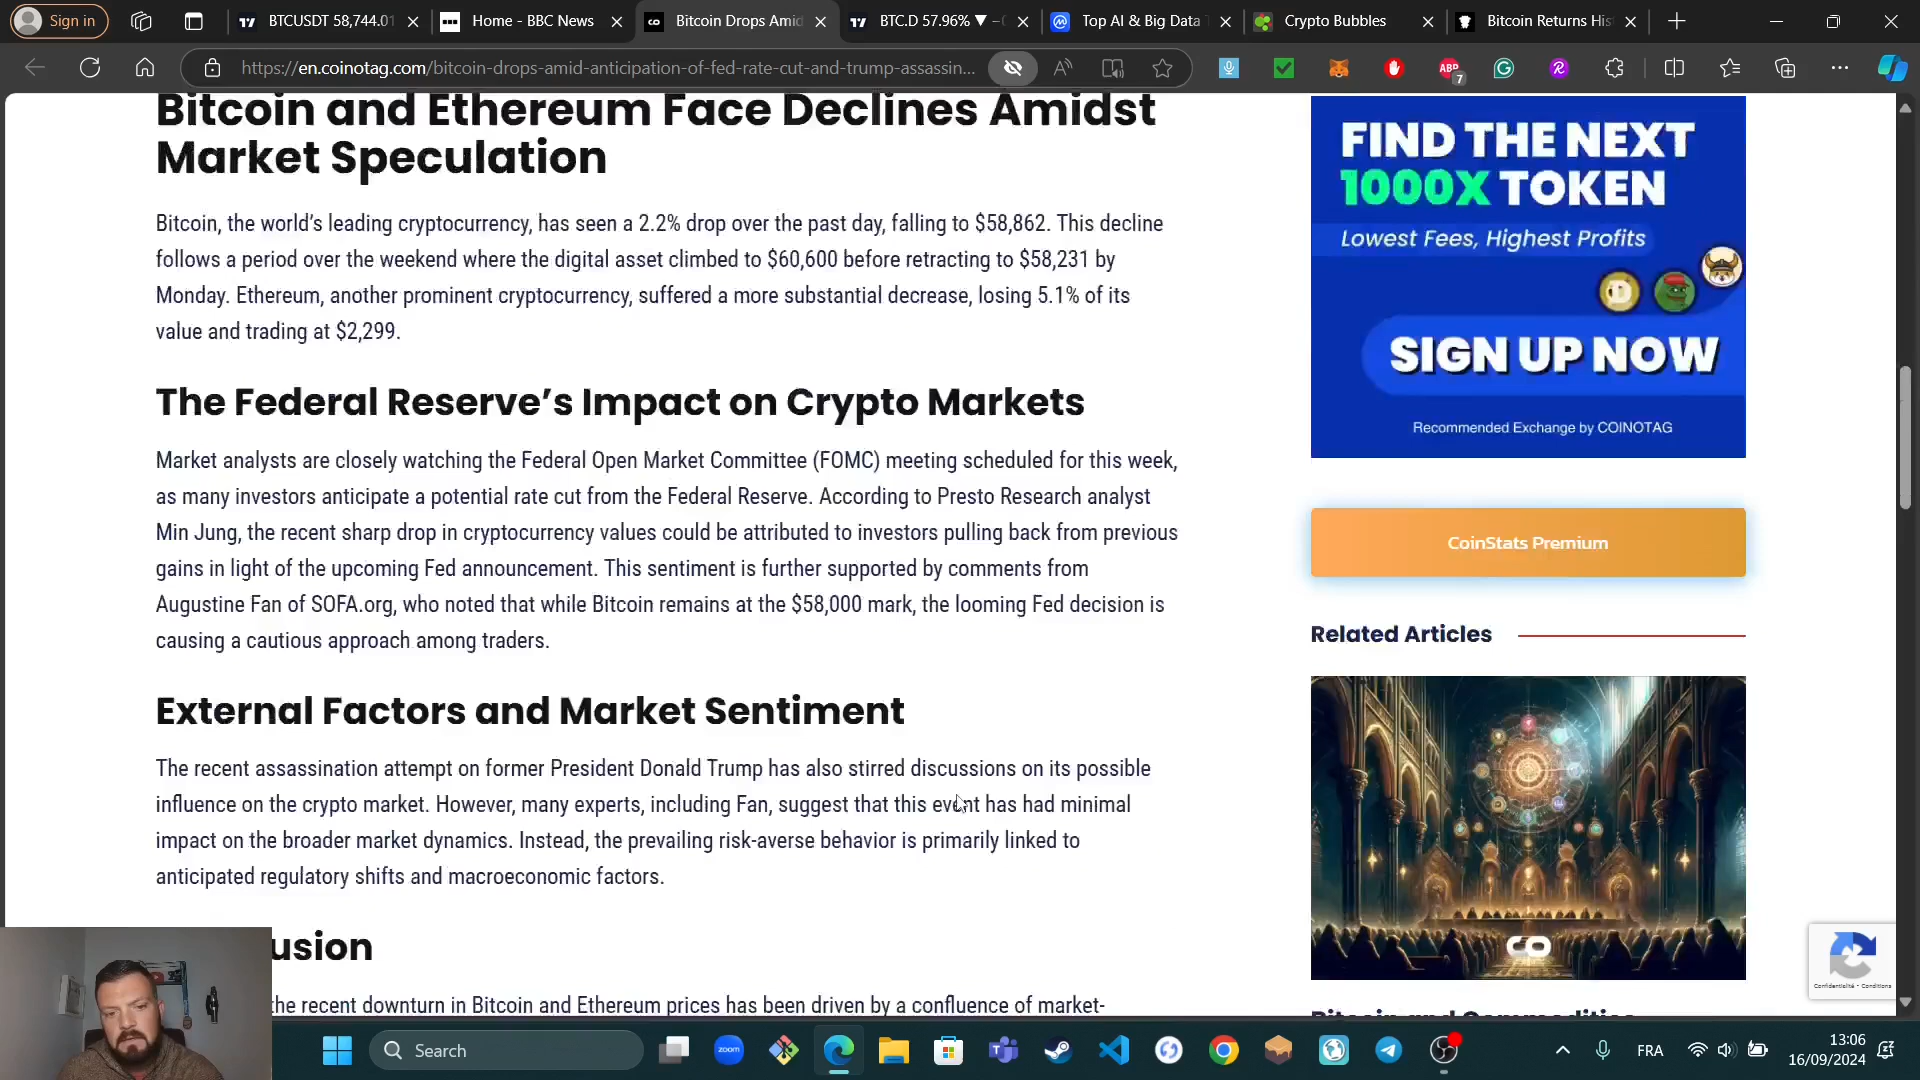 Sign in
BTCUSDT 58,744.01
Home - BBC News
Bitcoin Drops Amid
BTC.D 57.96% ▼ –
Top AI & Big Data
Crypto Bubbles
Bitcoin Returns His
https://en.coinotag.com/bitcoin-drops-amid-anticipation-of-fed-rate-cut-and-trump-assassin...
ABP
7
Bitcoin and Ethereum Face Declines Amidst
Market Speculation
Bitcoin, the world’s leading cryptocurrency, has seen a 2.2% drop over the past day, falling to $58,862. This decline
follows a period over the weekend where the digital asset climbed to $60,600 before retracting to $58,231 by
Monday. Ethereum, another prominent cryptocurrency, suffered a more substantial decrease, losing 5.1% of its
value and trading at $2,299.
The Federal Reserve’s Impact on Crypto Markets
Market analysts are closely watching the Federal Open Market Committee (FOMC) meeting scheduled for this week,
as many investors anticipate a potential rate cut from the Federal Reserve. According to Presto Research analyst
Min Jung, the recent sharp drop in cryptocurrency values could be attributed to investors pulling back from previous
gains in light of the upcoming Fed announcement. This sentiment is further supported by comments from
Augustine Fan of SOFA.org, who noted that while Bitcoin remains at the $58,000 mark, the looming Fed decision is
causing a cautious approach among traders.
External Factors and Market Sentiment
The recent assassination attempt on former President Donald Trump has also stirred discussions on its possible
influence on the crypto market. However, many experts, including Fan, suggest that this event has had minimal
impact on the broader market dynamics. Instead, the prevailing risk-averse behavior is primarily linked to
anticipated regulatory shifts and macroeconomic factors.
usion
the recent downturn in Bitcoin and Ethereum prices has been driven by a confluence of market-
FIND THE NEXT
1000X TOKEN
Lowest Fees, Highest Profits
SIGN UP NOW
Recommended Exchange by COINOTAG
CoinStats Premium
Related Articles
CO
Bitcoin and Commodities
Confidentialité - Conditions
Search
zoom
FRA
13:06
16/09/2024